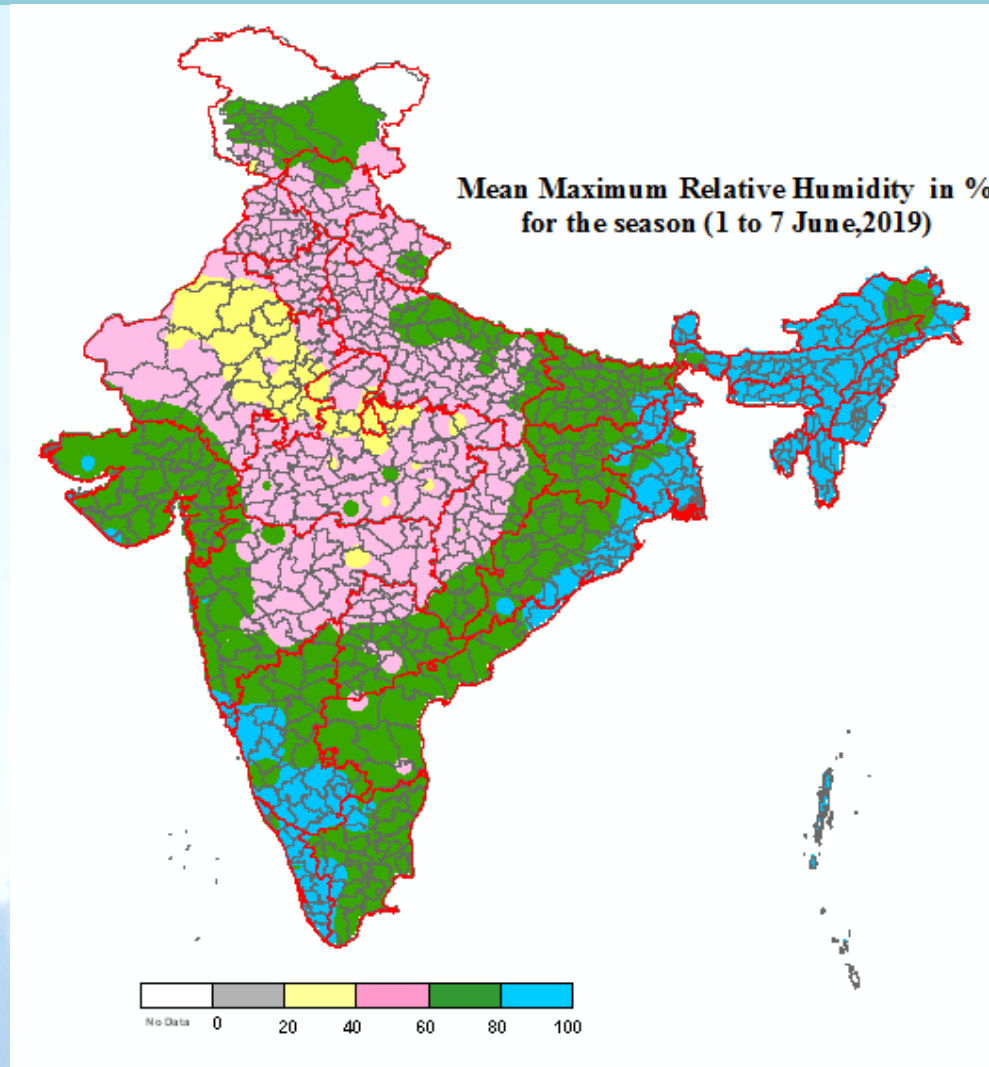 Mean Maximum Relative Humidity in %
for the season (1 to 7 June,2019)
No Data 0 20 40 60 80 100